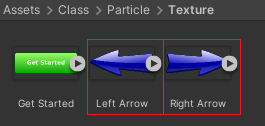 Assets > Class > Particle > Texture
Get Started
Get Started Left Arrow Right Arrow